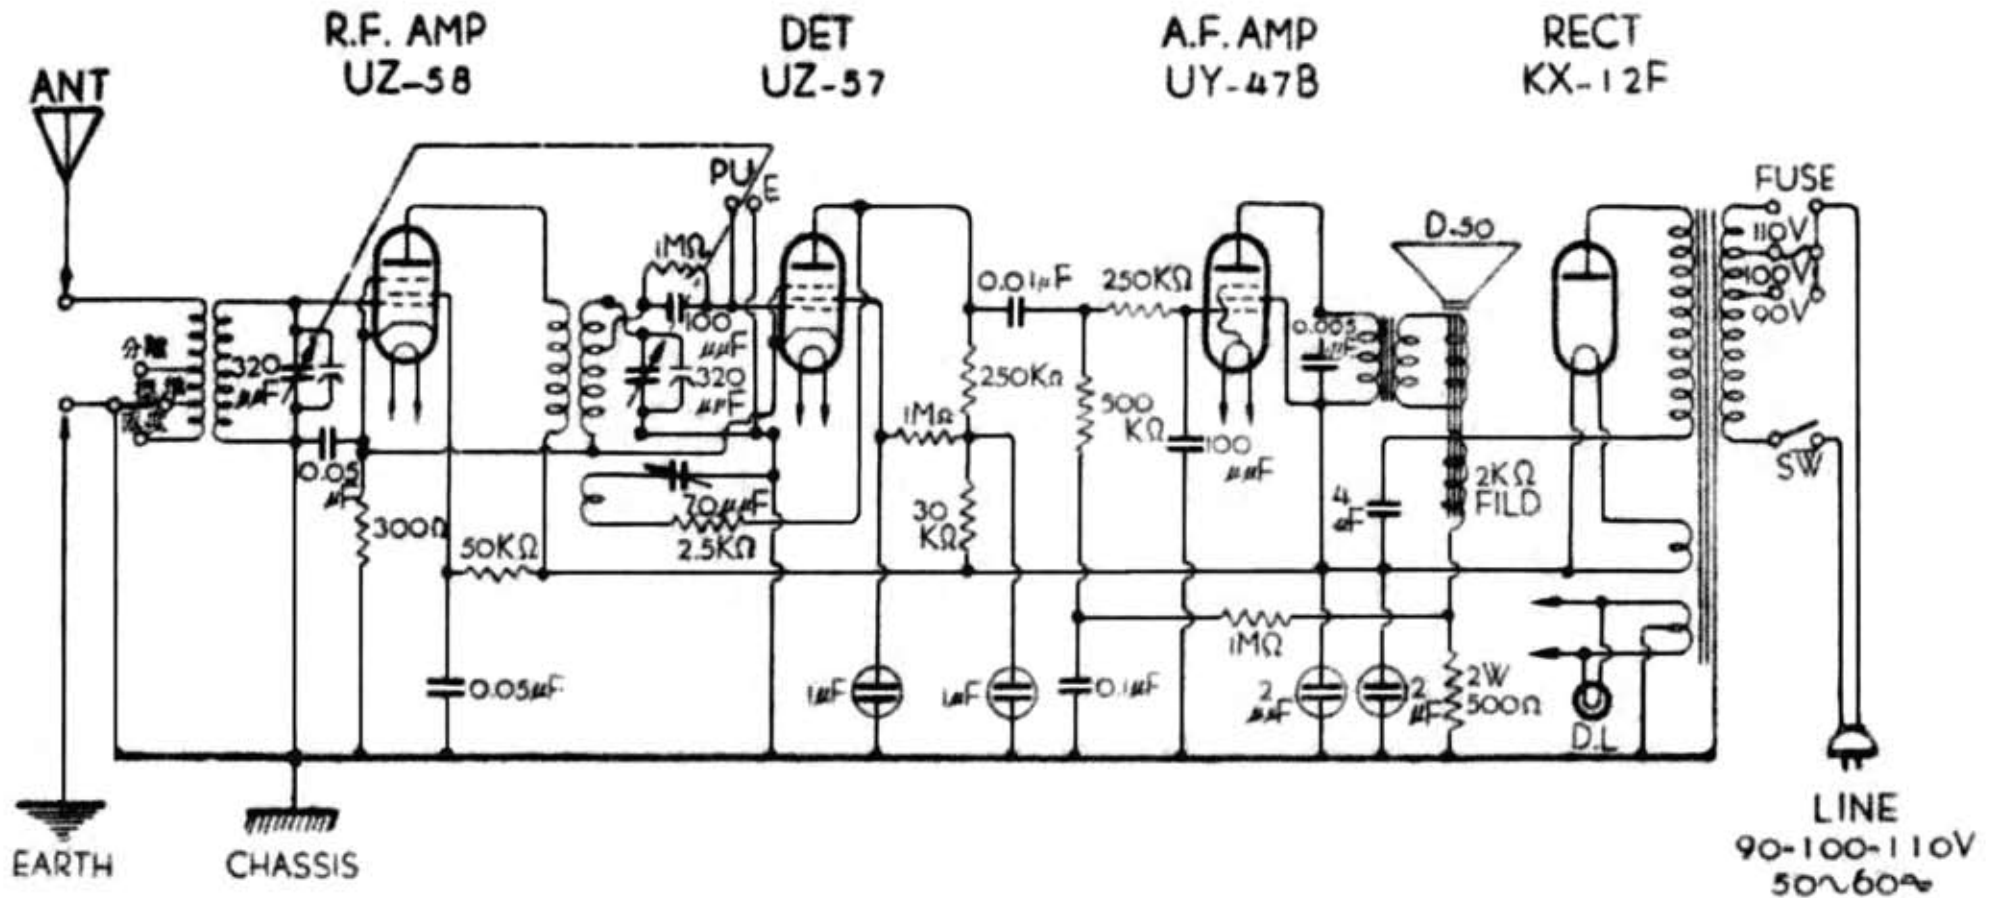 R.F. AMP
UZ-58
DET
UZ-57
A.F. AMP
UY-47B
RECT
KX-12F
ANT
PU
E
D.50
FUSE
110V
100V
90V
1MΩ
100
μμF
0.01μF
250KΩ
0.005
μF
分離
320
μμF
320
μμF
250KΩ
500
KΩ
1MΩ
100
μμF
0.05
μF
70μμF
2KΩ
FILD
SW
4
μF
300Ω
50KΩ
2.5KΩ
30
KΩ
1MΩ
0.05μF
1μF
1μF
0.1μF
2
μμF
2
μF
2W
500Ω
D.L
EARTH
CHASSIS
LINE
90-100-110V
50~60~